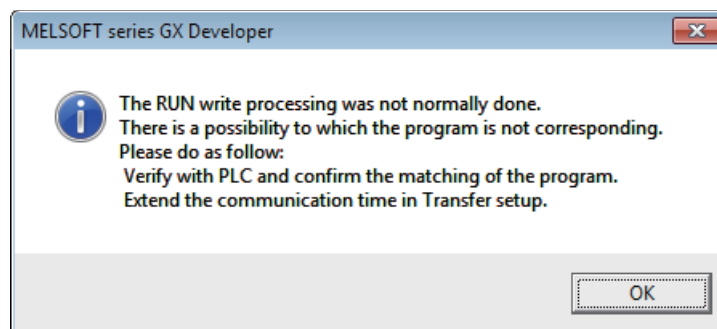 MELSOFT series GX Developer
The RUN write processing was not normally done.
There is a possibility to which the program is not corresponding.
Please do as follow:
Verify with PLC and confirm the matching of the program.
Extend the communication time in Transfer setup.
OK